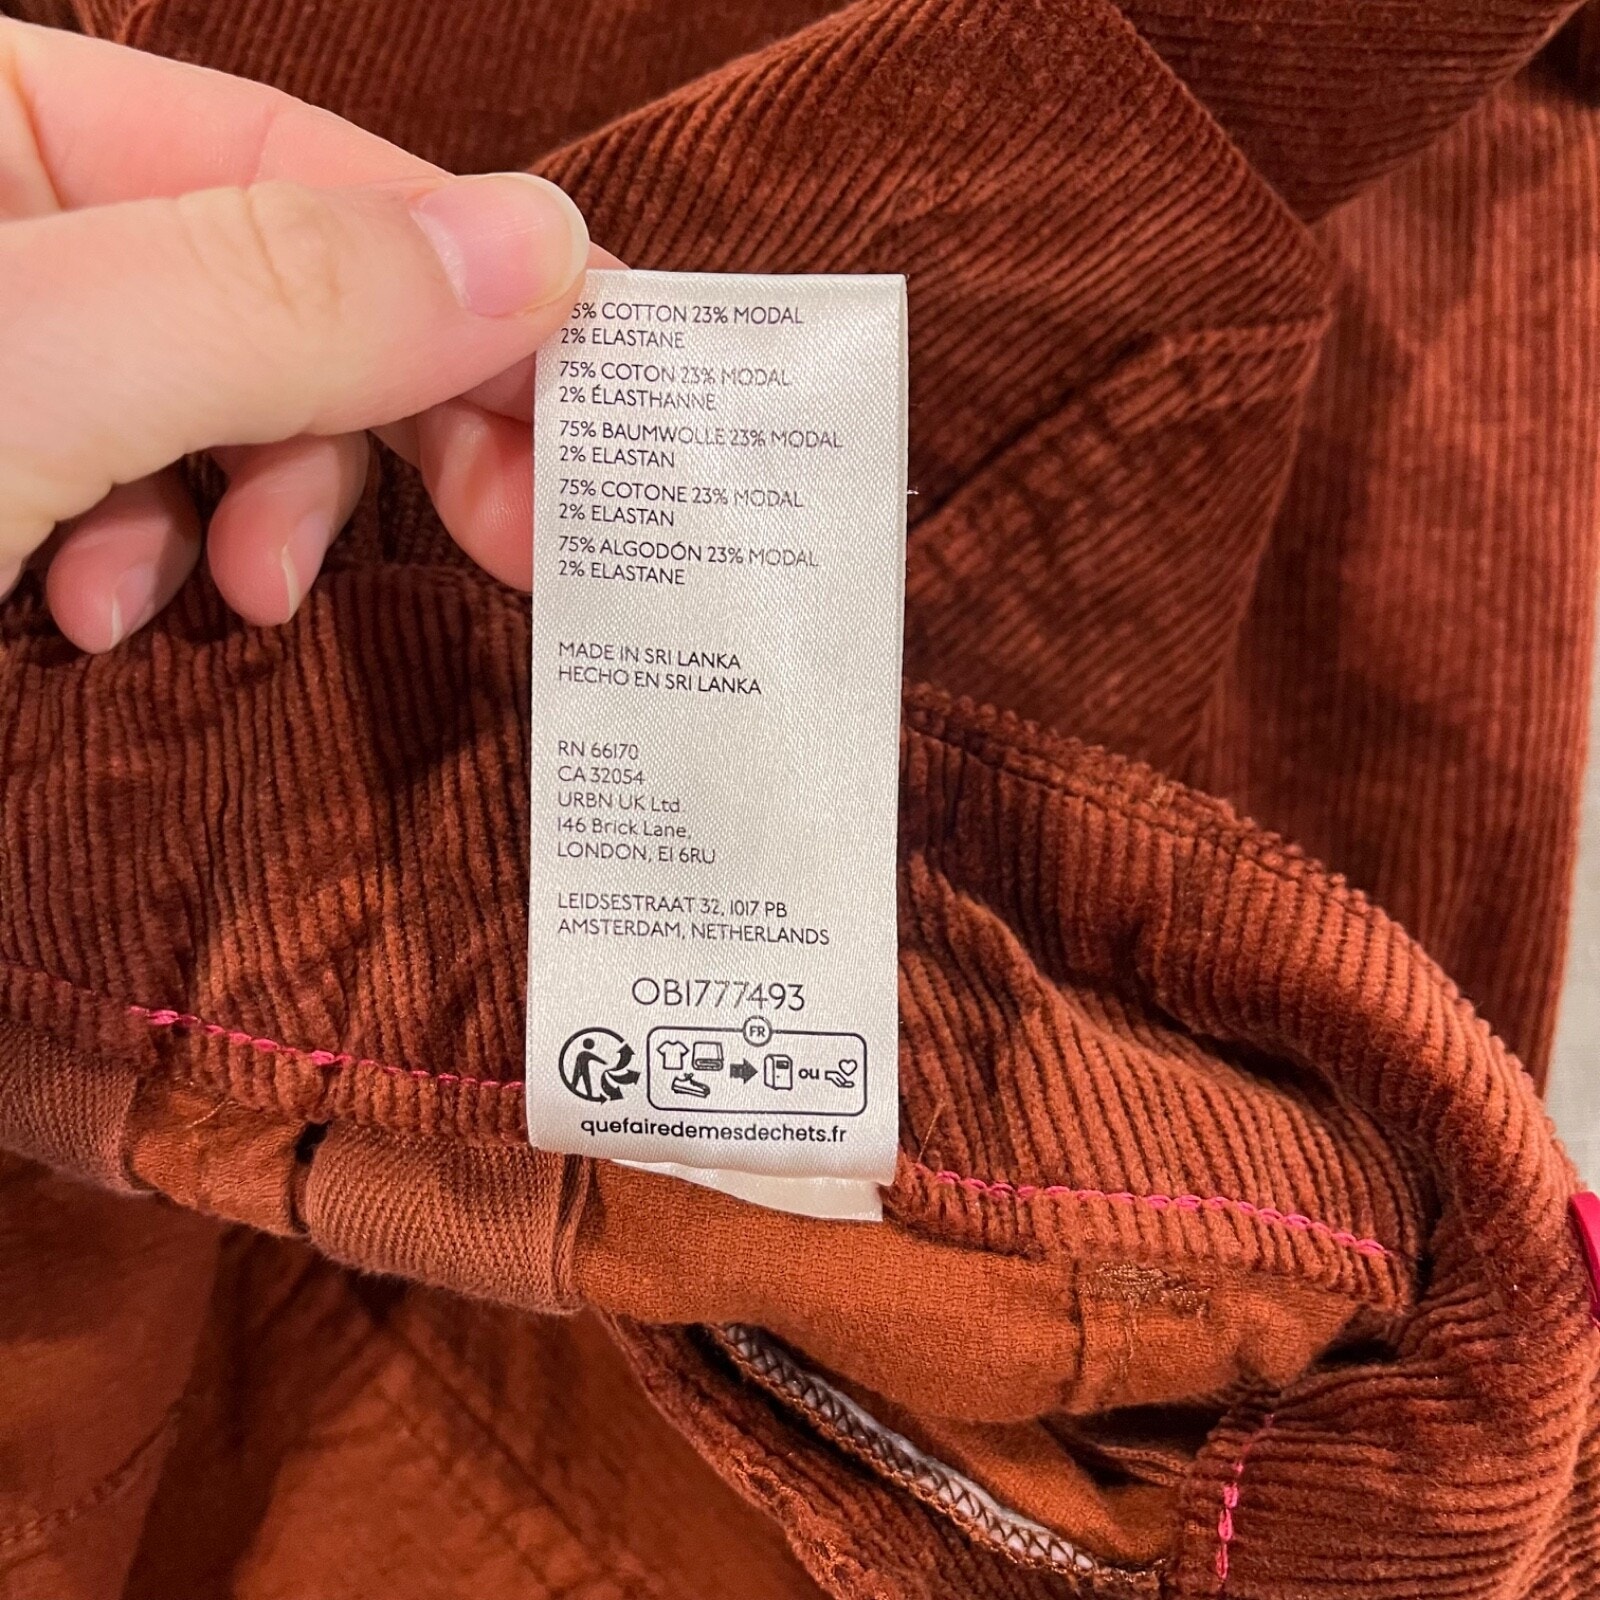 5% COTTON 23% MODAL
2% ELASTANE
75% COTON 23% MODAL
2% ÉLASTHANNE
75% BAUMWOLLE 23% MODAL
2% ELASTAN
75% COTONE 23% MODAL
2% ELASTAN
75% ALGODÓN 23% MODAL
2% ELASTANE
MADE IN SRI LANKA
HECHO EN SRI LANKA
RN 66170
CA 32054
URBN UK Ltd
146 Brick Lane,
LONDON, E1 6RU
LEIDSESTRAAT 32, 1017 PB
AMSTERDAM, NETHERLANDS
OB1777493
FR
ou
quefairedemesdechets.fr